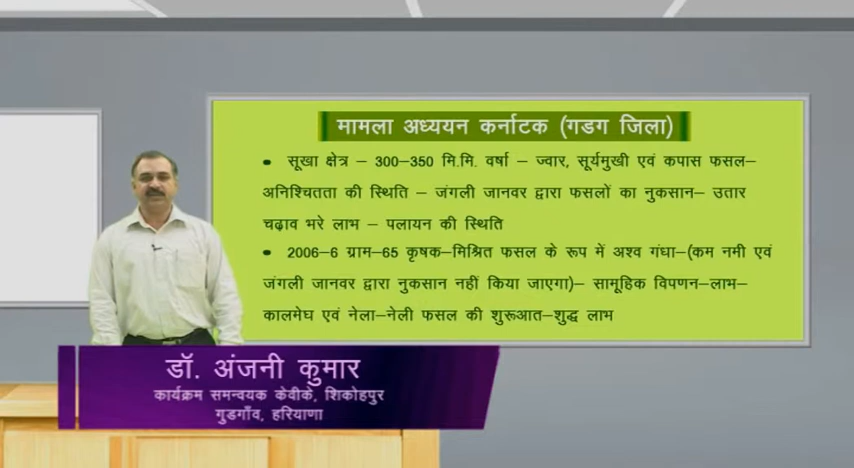 मामला अध्ययन कर्नाटक (गडग जिला)
• सूखा क्षेत्र – 300–350 मि.मि. वर्षा – ज्वार, सूर्यमुखी एवं कपास फसल–
अनिश्चितता की स्थिति – जंगली जानवर द्वारा फसलों का नुकसान– उतार
चढ़ाव भरे लाभ – पलायन की स्थिति
• 2006–6 ग्राम–65 कृषक–मिश्रित फसल के रूप में अश्व गंधा–(कम नमी एवं
जंगली जानवर द्वारा नुकसान नहीं किया जाएगा)– सामूहिक विपणन–लाभ–
कालमेघ एवं नेला–नेली फसल की शुरूआत–शुद्ध लाभ
डॉ. अंजनी कुमार
कार्यक्रम समन्वयक केवीके, शिकोहपुर
गुडगाँव, हरियाणा